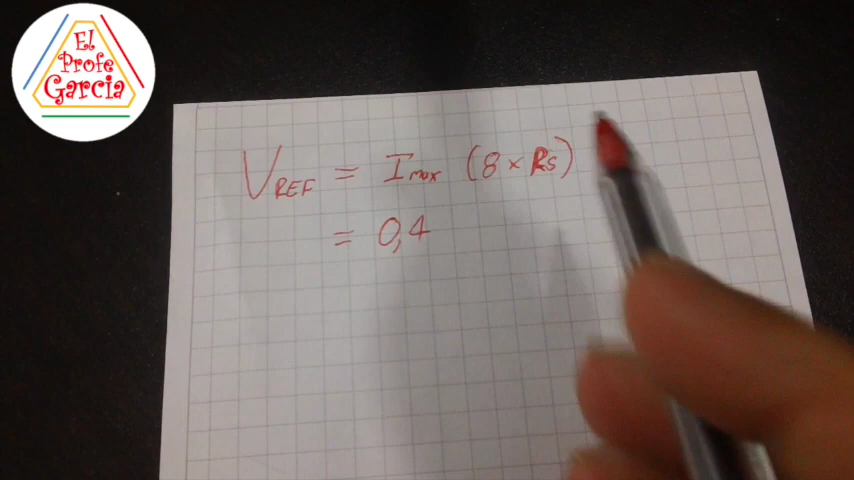 El
Profe
Garcia
VREF = Imax (8 × Rs)
= 0,4